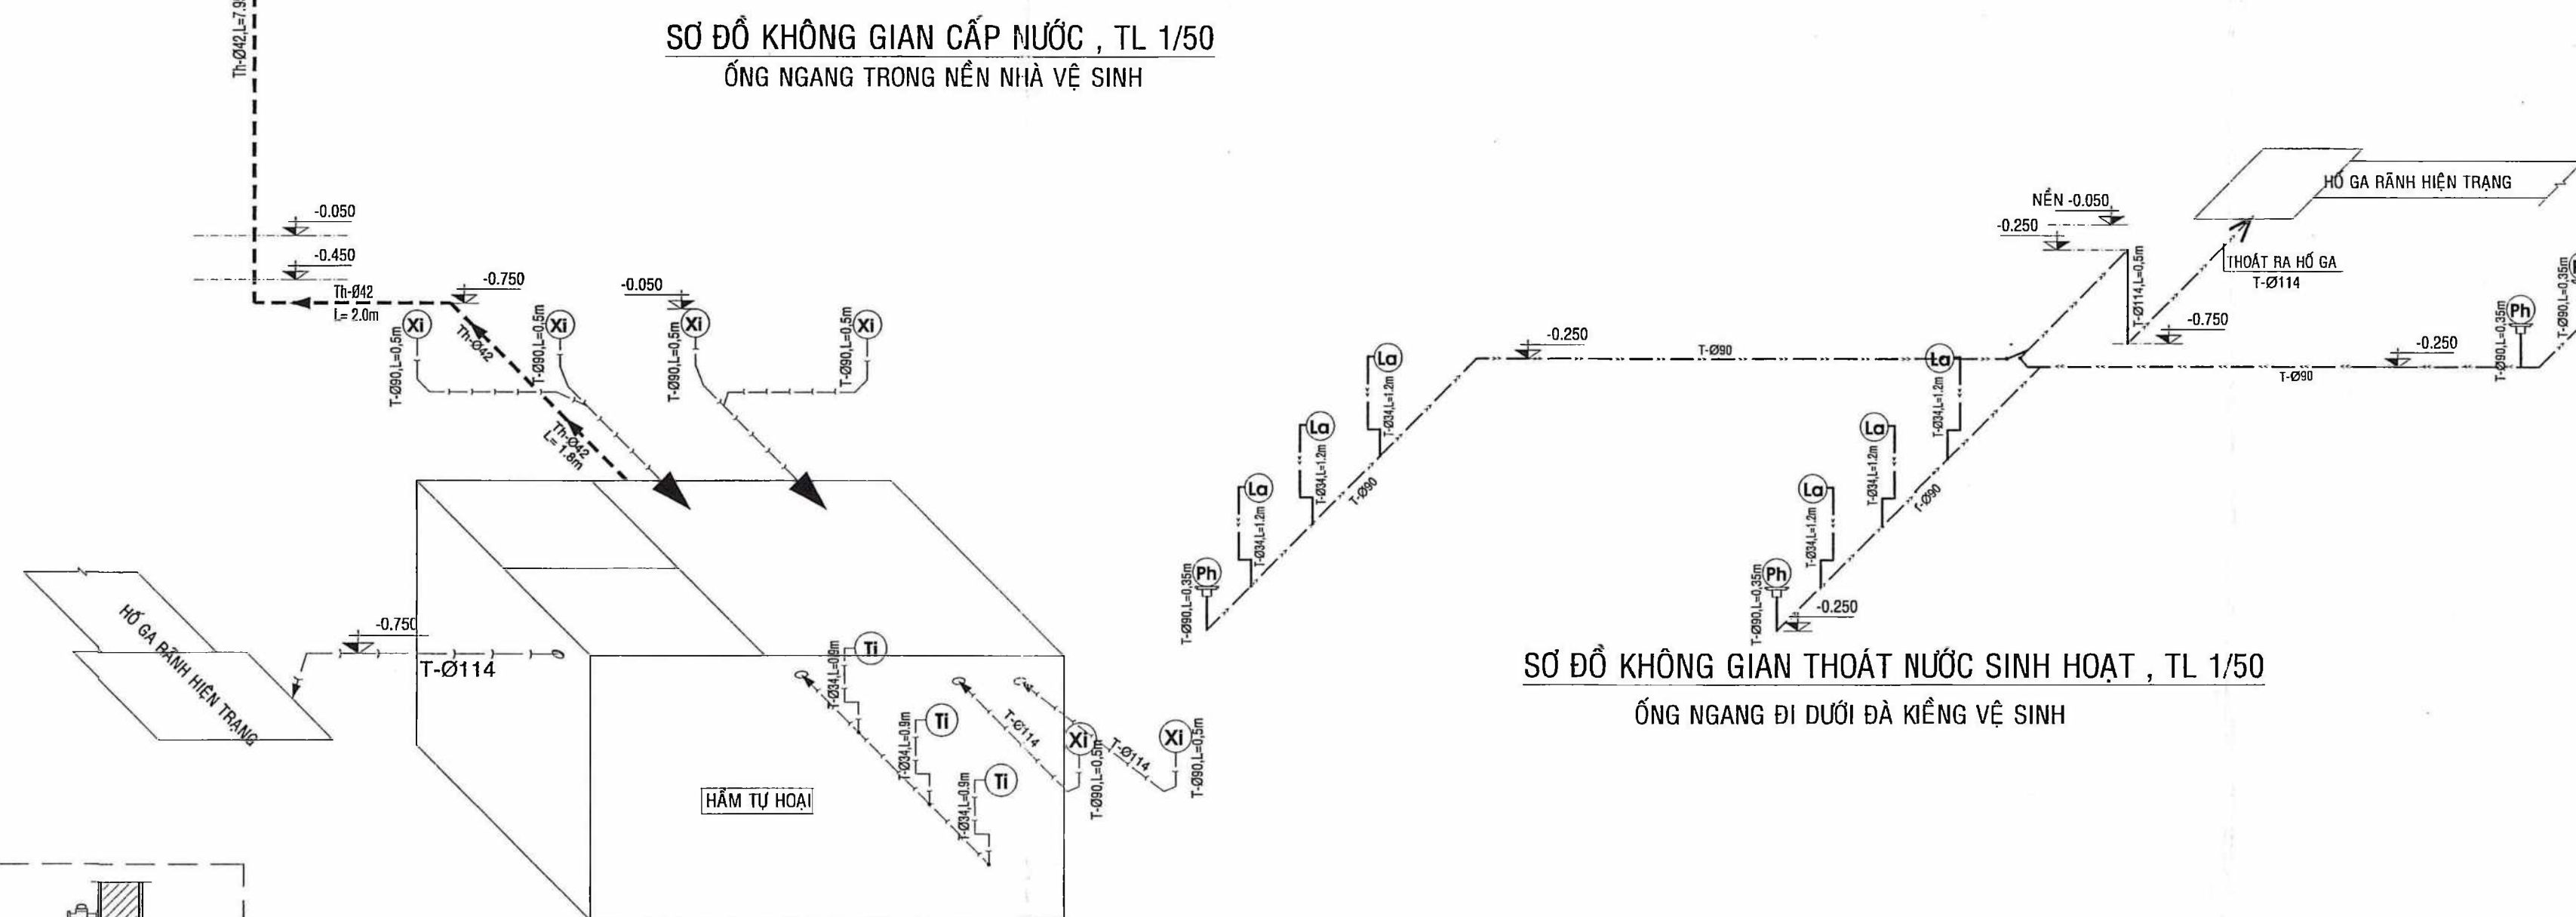 SƠ ĐỒ KHÔNG GIAN CẤP NƯỚC , TL 1/50
ỐNG NGANG TRONG NỀN NHÀ VỆ SINH
-0.050
-0.450
Th-Ø42
L= 2.0m
-0.750
Th-Ø42
Th-Ø42
L= 1.8m
-0.050
Xi
T-Ø90,L=0,5m
Xi
T-Ø90,L=0,5m
Xi
T-Ø90,L=0,5m
Xi
T-Ø90,L=0,5m
HỐ GA RÃNH HIỆN TRẠNG
-0.750
T-Ø114
HẦM TỰ HOẠI
Ti
T-Ø34,L=0.9m
Ti
T-Ø34,L=0.9m
Ti
T-Ø34,L=0.9m
T-Ø114
Xi
T-Ø90,L=0,5m
T-Ø114
Xi
T-Ø90,L=0,5m
Ph
T-Ø90,L=0,35m
La
T-Ø34,L=1.2m
La
T-Ø34,L=1.2m
La
T-Ø34,L=1.2m
T-Ø90
-0.250
T-Ø90
Ph
T-Ø90,L=0,35m
-0.250
La
T-Ø34,L=1.2m
La
T-Ø34,L=1.2m
La
T-Ø34,L=1.2m
T-Ø90
NỀN -0.050
-0.250
T-Ø114,L=0,5m
-0.750
THOÁT RA HỐ GA
T-Ø114
HỐ GA RÃNH HIỆN TRẠNG
-0.250
T-Ø90
Ph
T-Ø90,L=0,35m
T-Ø90,L=0,35m
SƠ ĐỒ KHÔNG GIAN THOÁT NƯỚC SINH HOẠT , TL 1/50
ỐNG NGANG ĐI DƯỚI ĐÀ KIỀNG VỆ SINH